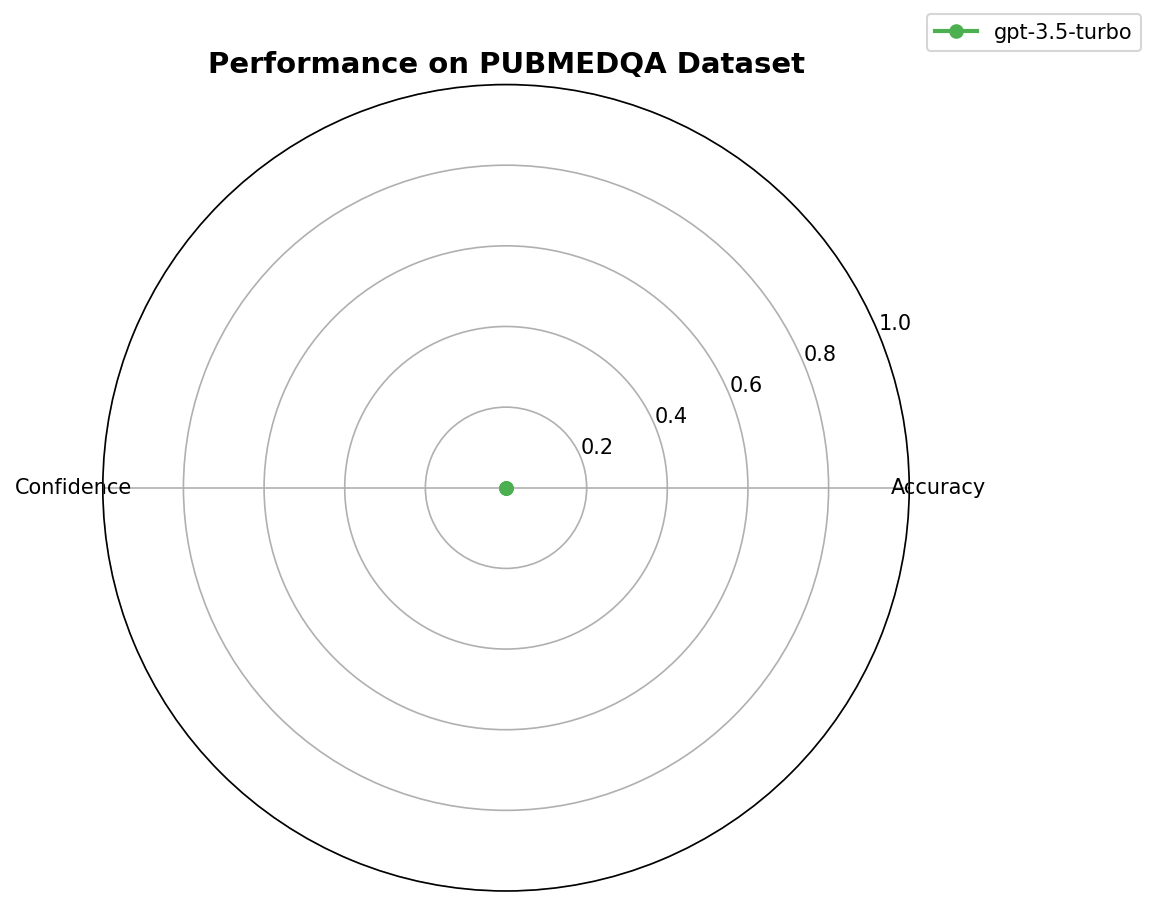 gpt-3.5-turbo
Performance on PUBMEDQA Dataset
1.0
0.8
0.6
0.4
0.2
Confidence
Accuracy